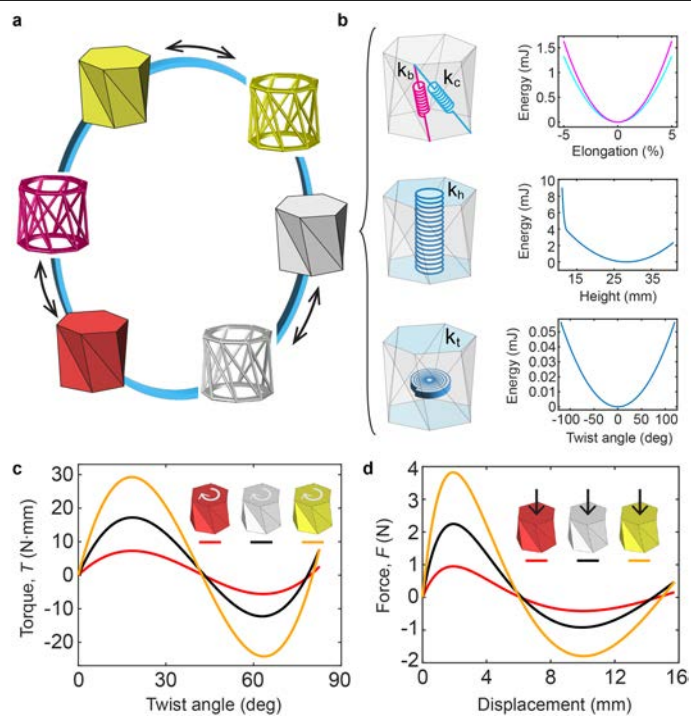 a
b
k_b
k_c
Energy (mJ)
1.5
1
0.5
0
-5
0
5
Elongation (%)
k_h
Energy (mJ)
10
8
6
4
2
0
20
40
Height (mm)
k_t
Energy (mJ)
0.05
0.04
0.03
0.02
0.01
0
-100
-50
0
50
100
Twist angle (deg)
c
Torque, T (N·mm)
30
20
10
0
-10
-20
0
30
60
90
Twist angle (deg)
d
Force, F (N)
4
3
2
1
0
-1
-2
0
4
8
12
16
Displacement (mm)